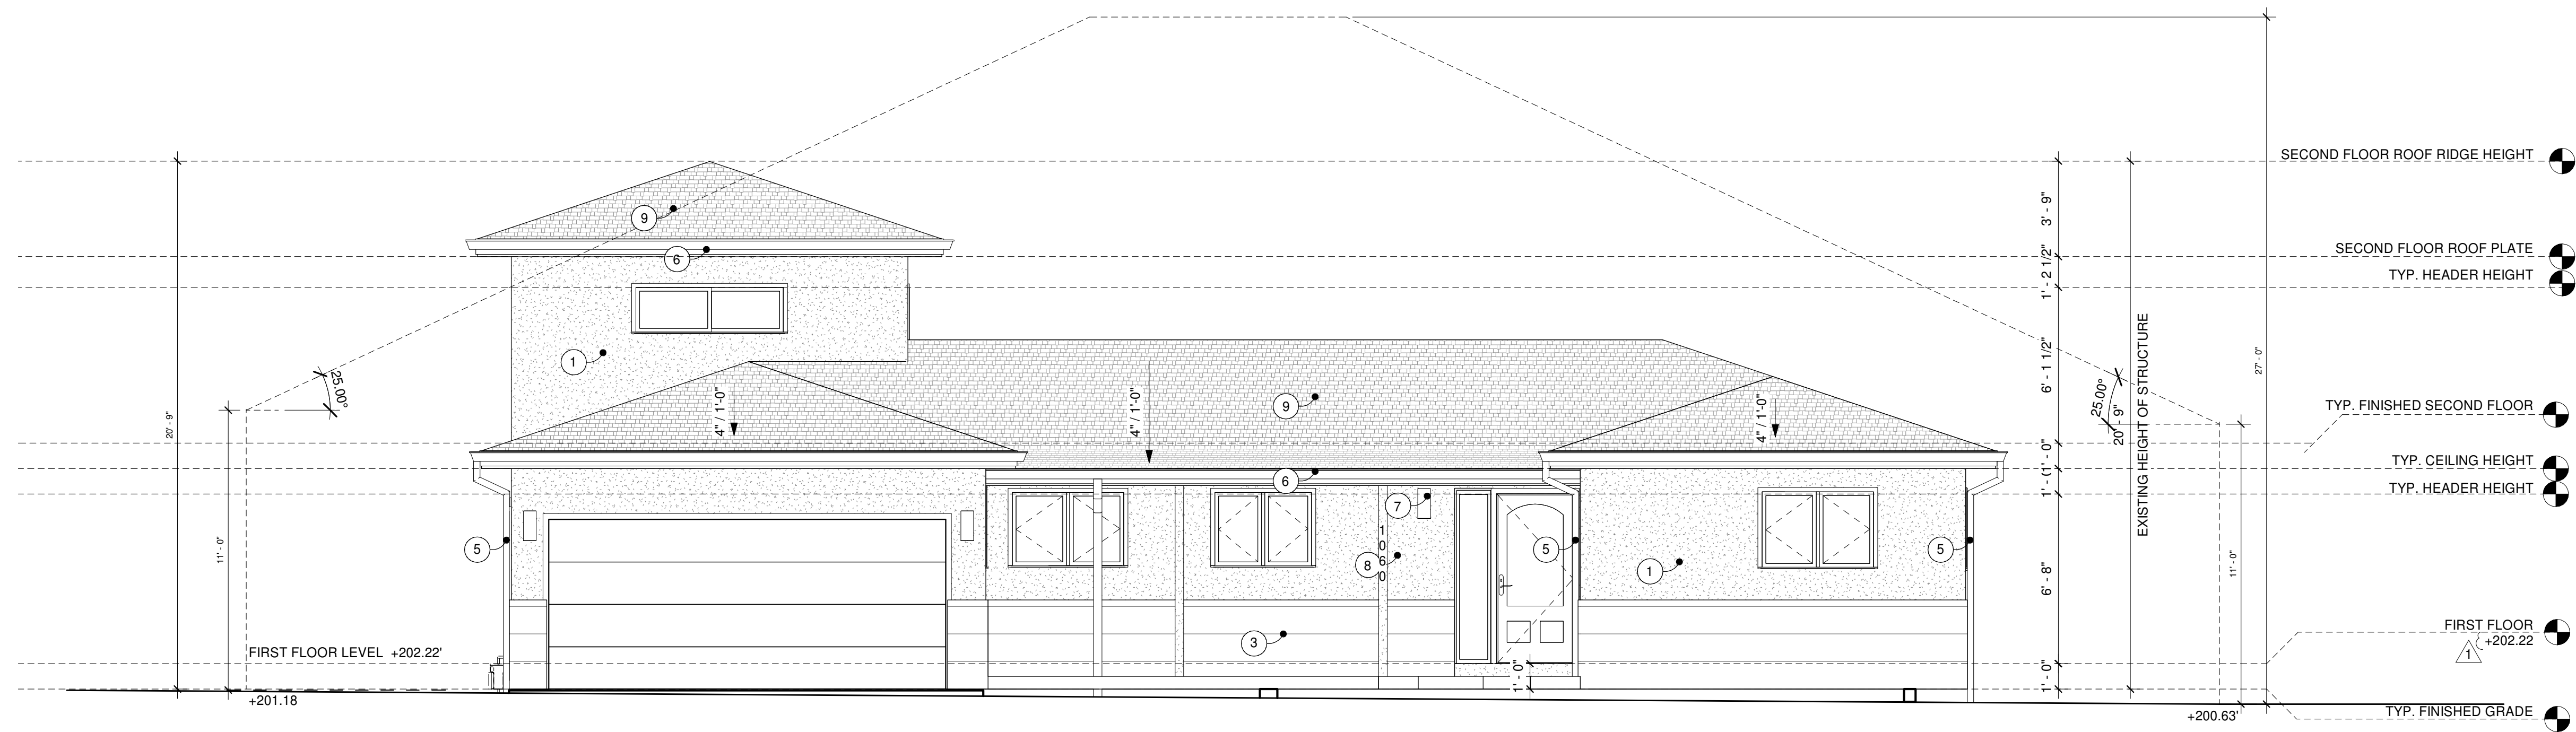 SECOND FLOOR ROOF RIDGE HEIGHT
3' - 9"
9
SECOND FLOOR ROOF PLATE
6
1' - 2 1/2"
TYP. HEADER HEIGHT
1
6' - 1 1/2"
27' - 0"
25.00°
25.00°
20' - 9"
20' - 9"
EXISTING HEIGHT OF STRUCTURE
4" / 1'-0"
4" / 1'-0"
9
4" / 1'-0"
TYP. FINISHED SECOND FLOOR
1' - 0"
TYP. CEILING HEIGHT
6
1' - 0"
TYP. HEADER HEIGHT
7
11' - 0"
5
1060
8
5
1
5
6' - 8"
11' - 0"
3
FIRST FLOOR
+202.22
1
FIRST FLOOR LEVEL +202.22'
1' - 0"
1' - 0"
+201.18
+200.63'
TYP. FINISHED GRADE